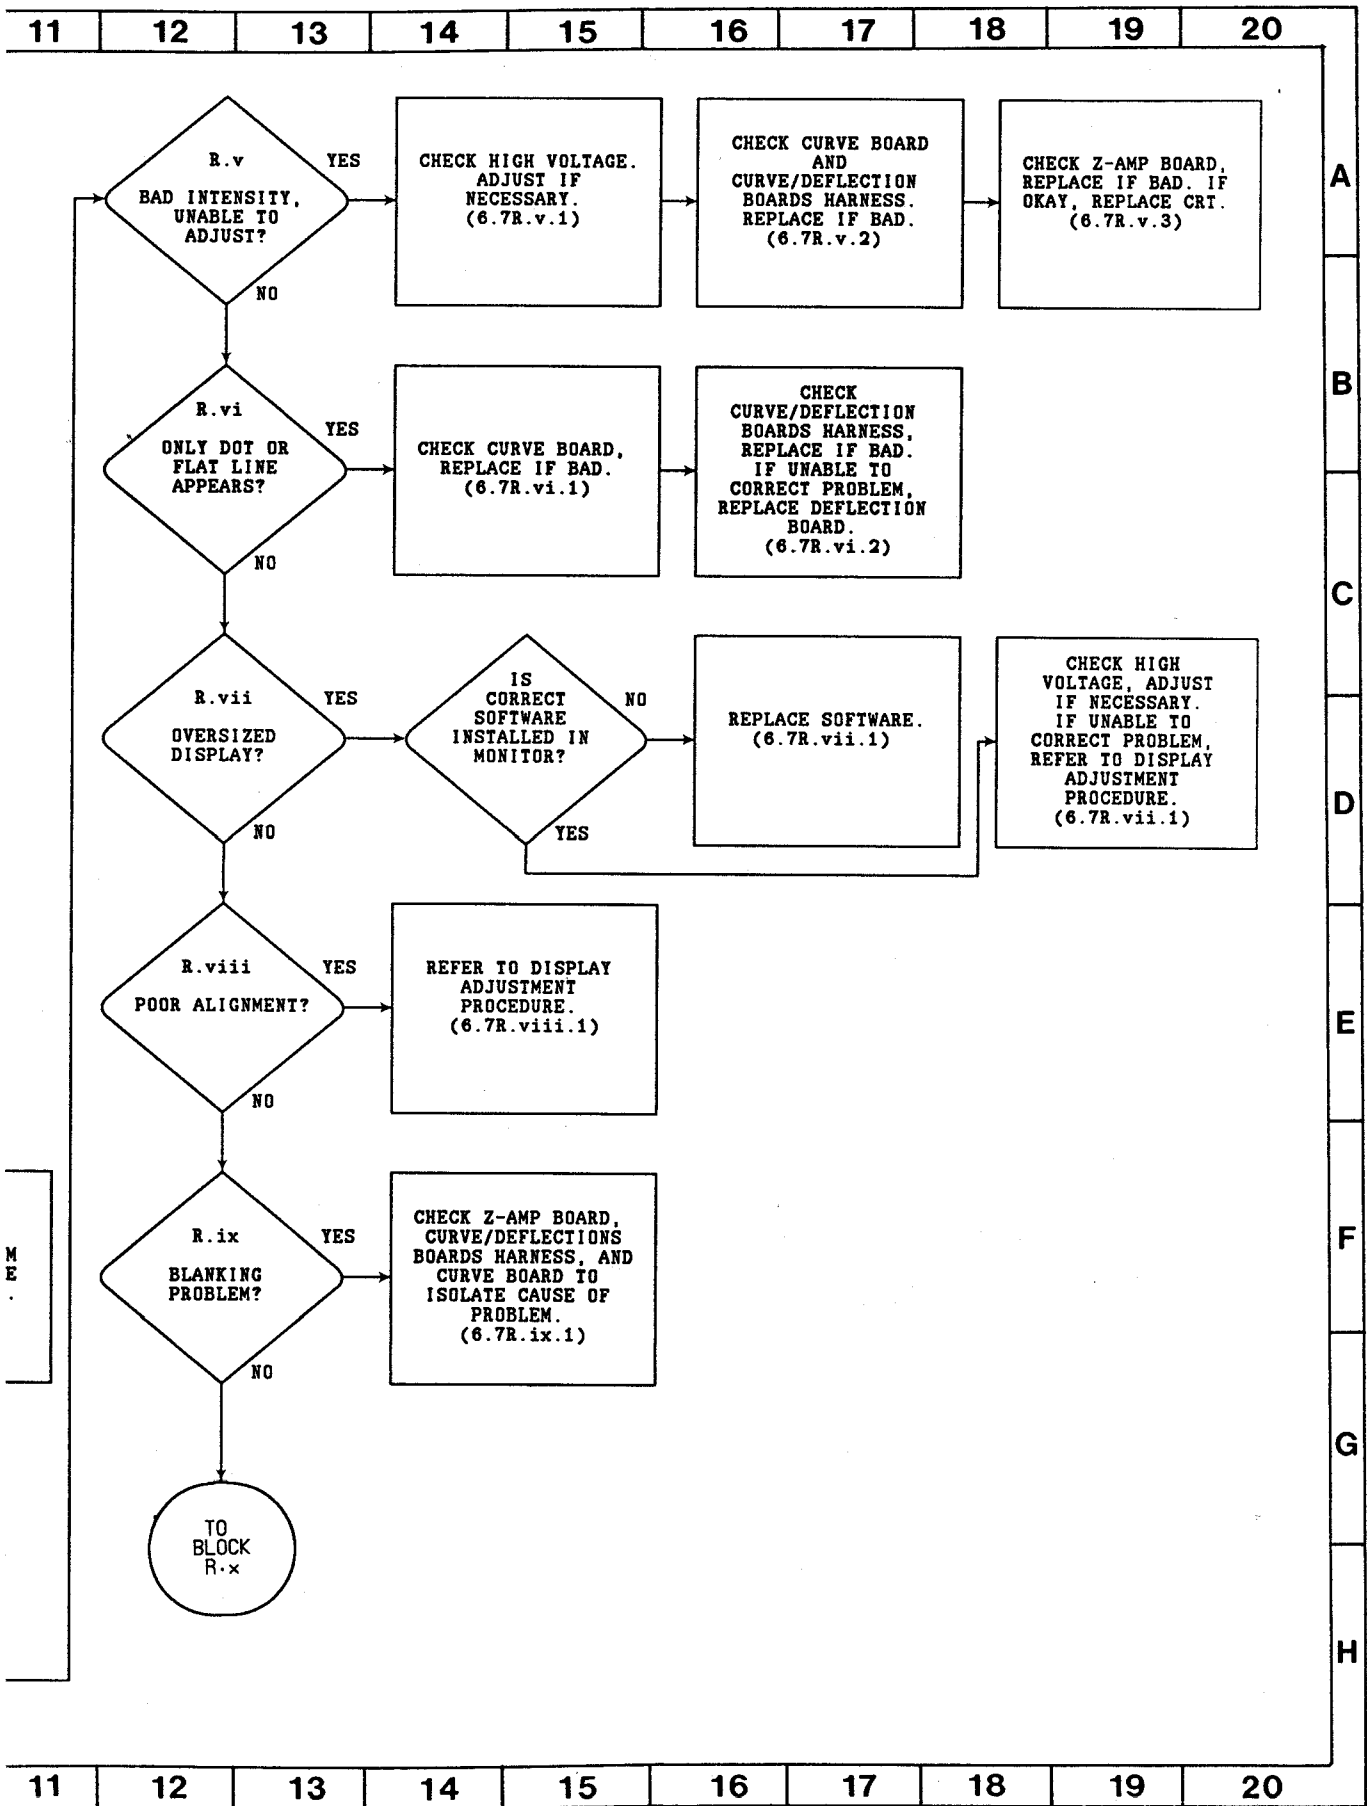 11 12 13 14 15 16 17 18 19 20
R.v
BAD INTENSITY,
UNABLE TO
ADJUST?
YES
NO
CHECK HIGH VOLTAGE.
ADJUST IF
NECESSARY.
(6.7R.v.1)
CHECK CURVE BOARD
AND
CURVE/DEFLECTION
BOARDS HARNESS.
REPLACE IF BAD.
(6.7R.v.2)
CHECK Z-AMP BOARD,
REPLACE IF BAD. IF
OKAY, REPLACE CRT.
(6.7R.v.3)
A
R.vi
ONLY DOT OR
FLAT LINE
APPEARS?
YES
NO
CHECK CURVE BOARD,
REPLACE IF BAD.
(6.7R.vi.1)
CHECK
CURVE/DEFLECTION
BOARDS HARNESS,
REPLACE IF BAD.
IF UNABLE TO
CORRECT PROBLEM,
REPLACE DEFLECTION
BOARD.
(6.7R.vi.2)
B
C
R.vii
OVERSIZED
DISPLAY?
YES
NO
IS
CORRECT
SOFTWARE
INSTALLED IN
MONITOR?
NO
YES
REPLACE SOFTWARE.
(6.7R.vii.1)
CHECK HIGH
VOLTAGE, ADJUST
IF NECESSARY.
IF UNABLE TO
CORRECT PROBLEM,
REFER TO DISPLAY
ADJUSTMENT
PROCEDURE.
(6.7R.vii.1)
D
R.viii
POOR ALIGNMENT?
YES
NO
REFER TO DISPLAY
ADJUSTMENT
PROCEDURE.
(6.7R.viii.1)
E
M
E
.
R.ix
BLANKING
PROBLEM?
YES
NO
CHECK Z-AMP BOARD,
CURVE/DEFLECTIONS
BOARDS HARNESS, AND
CURVE BOARD TO
ISOLATE CAUSE OF
PROBLEM.
(6.7R.ix.1)
F
G
TO
BLOCK
R.x
H
11 12 13 14 15 16 17 18 19 20